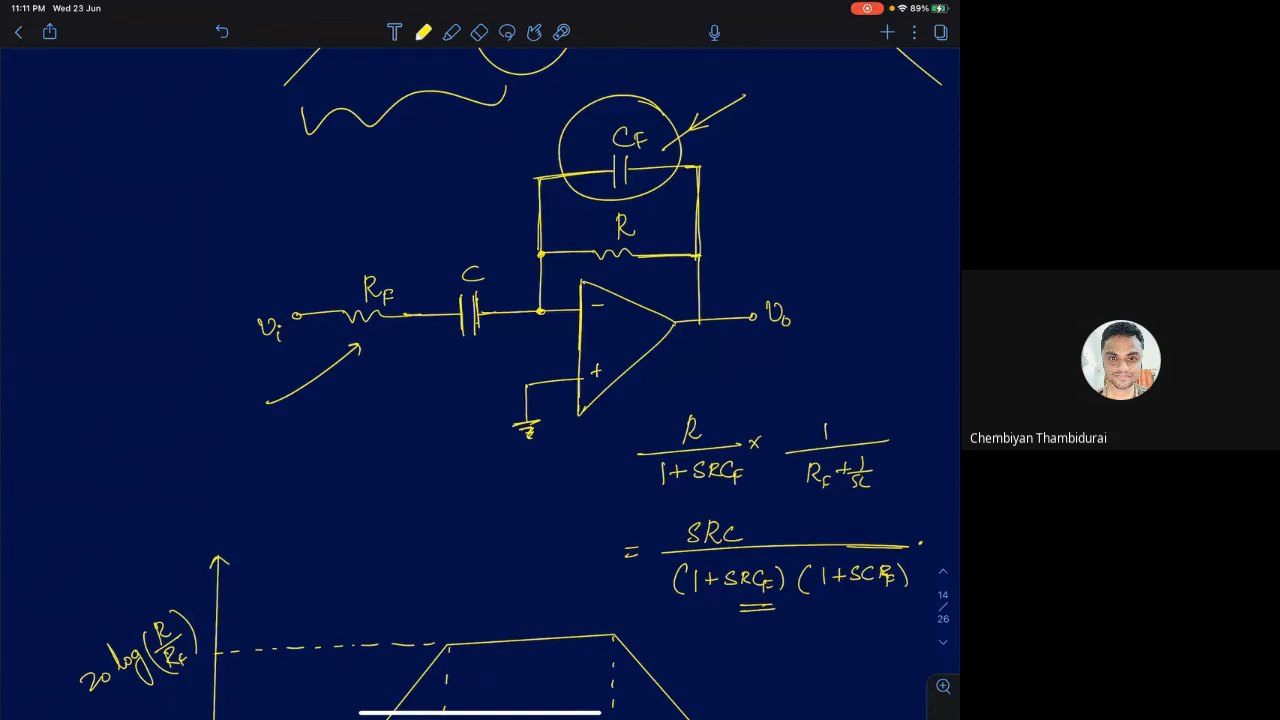 11:11 PM Wed 23 Jun
89%
T
CF
R
RF
C
vi
−
+
vo
R / 1+SRCF × 1 / RF + 1/SC
= SRC / (1+SRCF) (1+SCRF)
20 log(R/RF)
14
/
26
Chembiyan Thambidurai